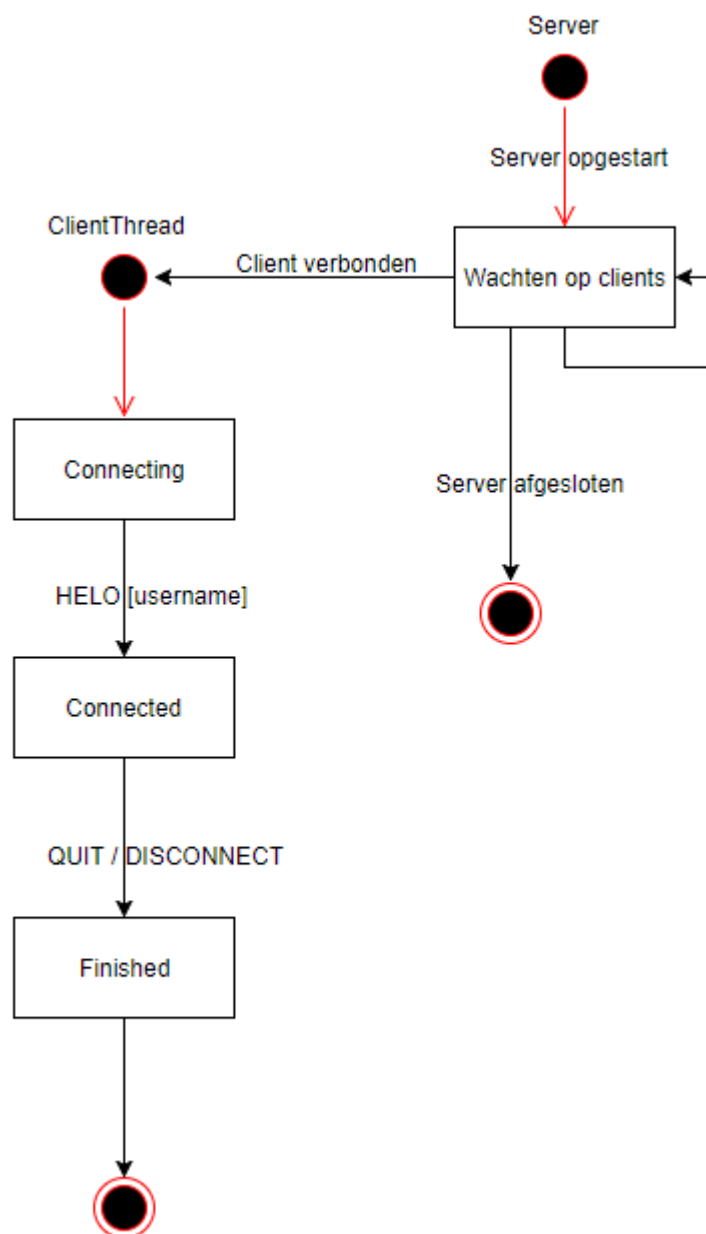 Server
Server opgestart
ClientThread
Client verbonden
Wachten op clients
Connecting
Server afgesloten
HELO [username]
Connected
QUIT / DISCONNECT
Finished